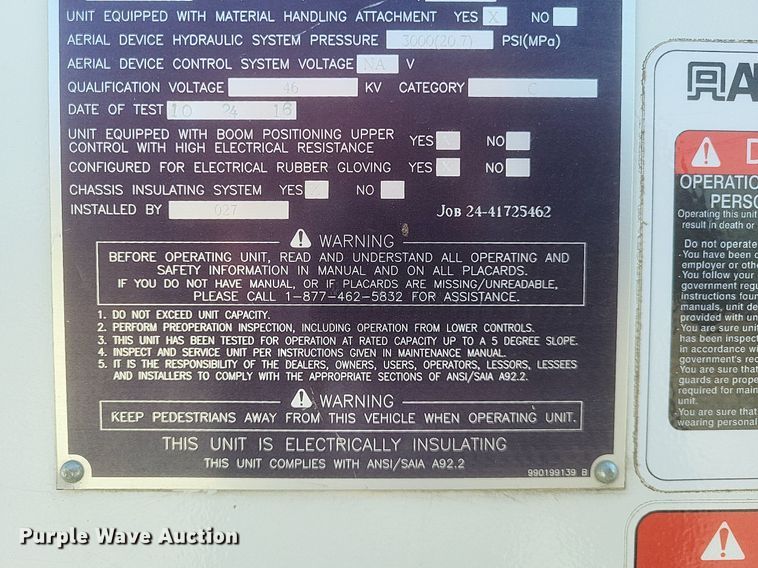 UNIT EQUIPPED WITH MATERIAL HANDLING ATTACHMENT YES X NO
AERIAL DEVICE HYDRAULIC SYSTEM PRESSURE 3000(20.7) PSI(MPa)
AERIAL DEVICE CONTROL SYSTEM VOLTAGE NA V
QUALIFICATION VOLTAGE 46 KV CATEGORY C
DATE OF TEST 10 24 16
UNIT EQUIPPED WITH BOOM POSITIONING UPPER
CONTROL WITH HIGH ELECTRICAL RESISTANCE YES NO
CONFIGURED FOR ELECTRICAL RUBBER GLOVING YES NO
CHASSIS INSULATING SYSTEM YES NO
INSTALLED BY 027 JOB 24-41725462
WARNING
BEFORE OPERATING UNIT, READ AND UNDERSTAND ALL OPERATING AND
SAFETY INFORMATION IN MANUAL AND ON ALL PLACARDS.
IF YOU DO NOT HAVE MANUAL, OR IF PLACARDS ARE MISSING/UNREADABLE,
PLEASE CALL 1-877-462-5832 FOR ASSISTANCE.
1. DO NOT EXCEED UNIT CAPACITY.
2. PERFORM PREOPERATION INSPECTION, INCLUDING OPERATION FROM LOWER CONTROLS.
3. THIS UNIT HAS BEEN TESTED FOR OPERATION AT RATED CAPACITY UP TO A 5 DEGREE SLOPE.
4. INSPECT AND SERVICE UNIT PER INSTRUCTIONS GIVEN IN MAINTENANCE MANUAL.
5. IT IS THE RESPONSIBILITY OF THE DEALERS, OWNERS, USERS, OPERATORS, LESSORS, LESSEES
AND INSTALLERS TO COMPLY WITH THE APPROPRIATE SECTIONS OF ANSI/SAIA A92.2.
WARNING
KEEP PEDESTRIANS AWAY FROM THIS VEHICLE WHEN OPERATING UNIT.
THIS UNIT IS ELECTRICALLY INSULATING
THIS UNIT COMPLIES WITH ANSI/SAIA A92.2
990199139 B
OPERATIO
PERSO
Operating this unit
result in death or
Do not operate
-You have been
employer or othe
-You follow your
government regu
instructions foun
manuals, unit de
provided with un
-You are sure uni
has been inspect
in accordance wi
government's rec
-You are sure that
guards are prope
required for main
unit.
-You are sure that
wearing personal
Purple Wave Auction